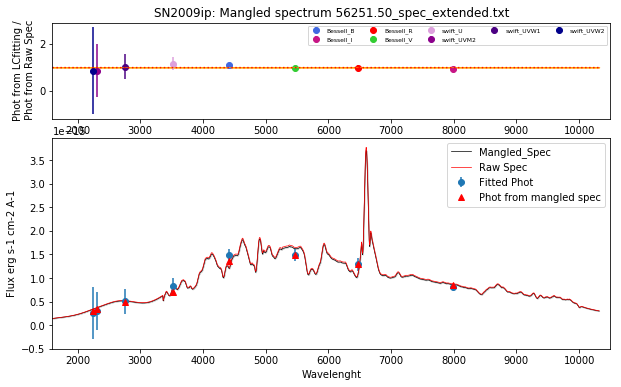 SN2009ip: Mangled spectrum 56251.50_spec_extended.txt
Phot from LCfitting /
Phot from Raw Spec
2
0
Bessell_B
Bessell_I
Bessell_R
Bessell_V
swift_U
swift_UVM2
swift_UVW1
swift_UVW2
2000 3000 4000 5000 6000 7000 8000 9000 10000
Flux erg s-1 cm-2 A-1
3.5
3.0
2.5
2.0
1.5
1.0
0.5
0.0
−0.5
Mangled_Spec
Raw Spec
Fitted Phot
Phot from mangled spec
2000 3000 4000 5000 6000 7000 8000 9000 10000
Wavelenght